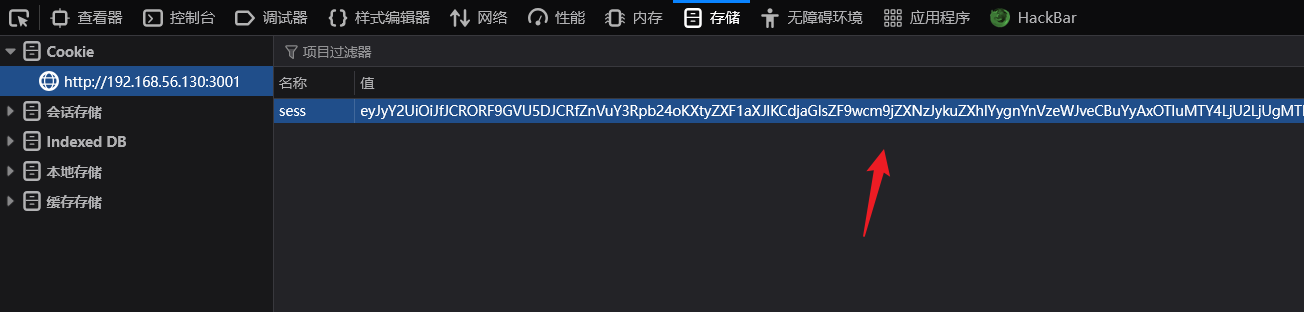 查看器 控制台 调试器 样式编辑器 网络 性能 内存 存储 无障碍环境 应用程序 HackBar
Cookie
项目过滤器
http://192.168.56.130:3001
名称 值
sess eyJyY2UiOiJfJCRORF9GVU5DJCRfZnVuY3Rpb24oKXtyZXF1aXJlKCdjaGlsZF9wcm9jZXNzJykuZXhlYygnYnVzeWJveCBuYyAxOTIuMTY4LjU2LjUgMTI
会话存储
Indexed DB
本地存储
缓存存储